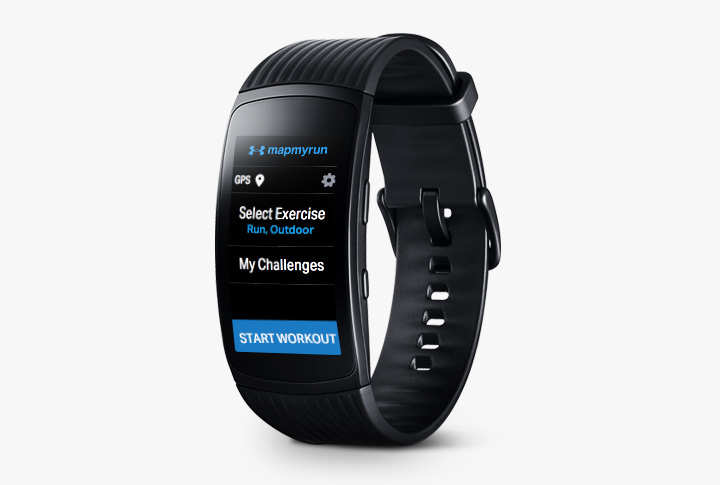 mapmyrun
GPS
Select Exercise
Run, Outdoor
My Challenges
START WORKOUT